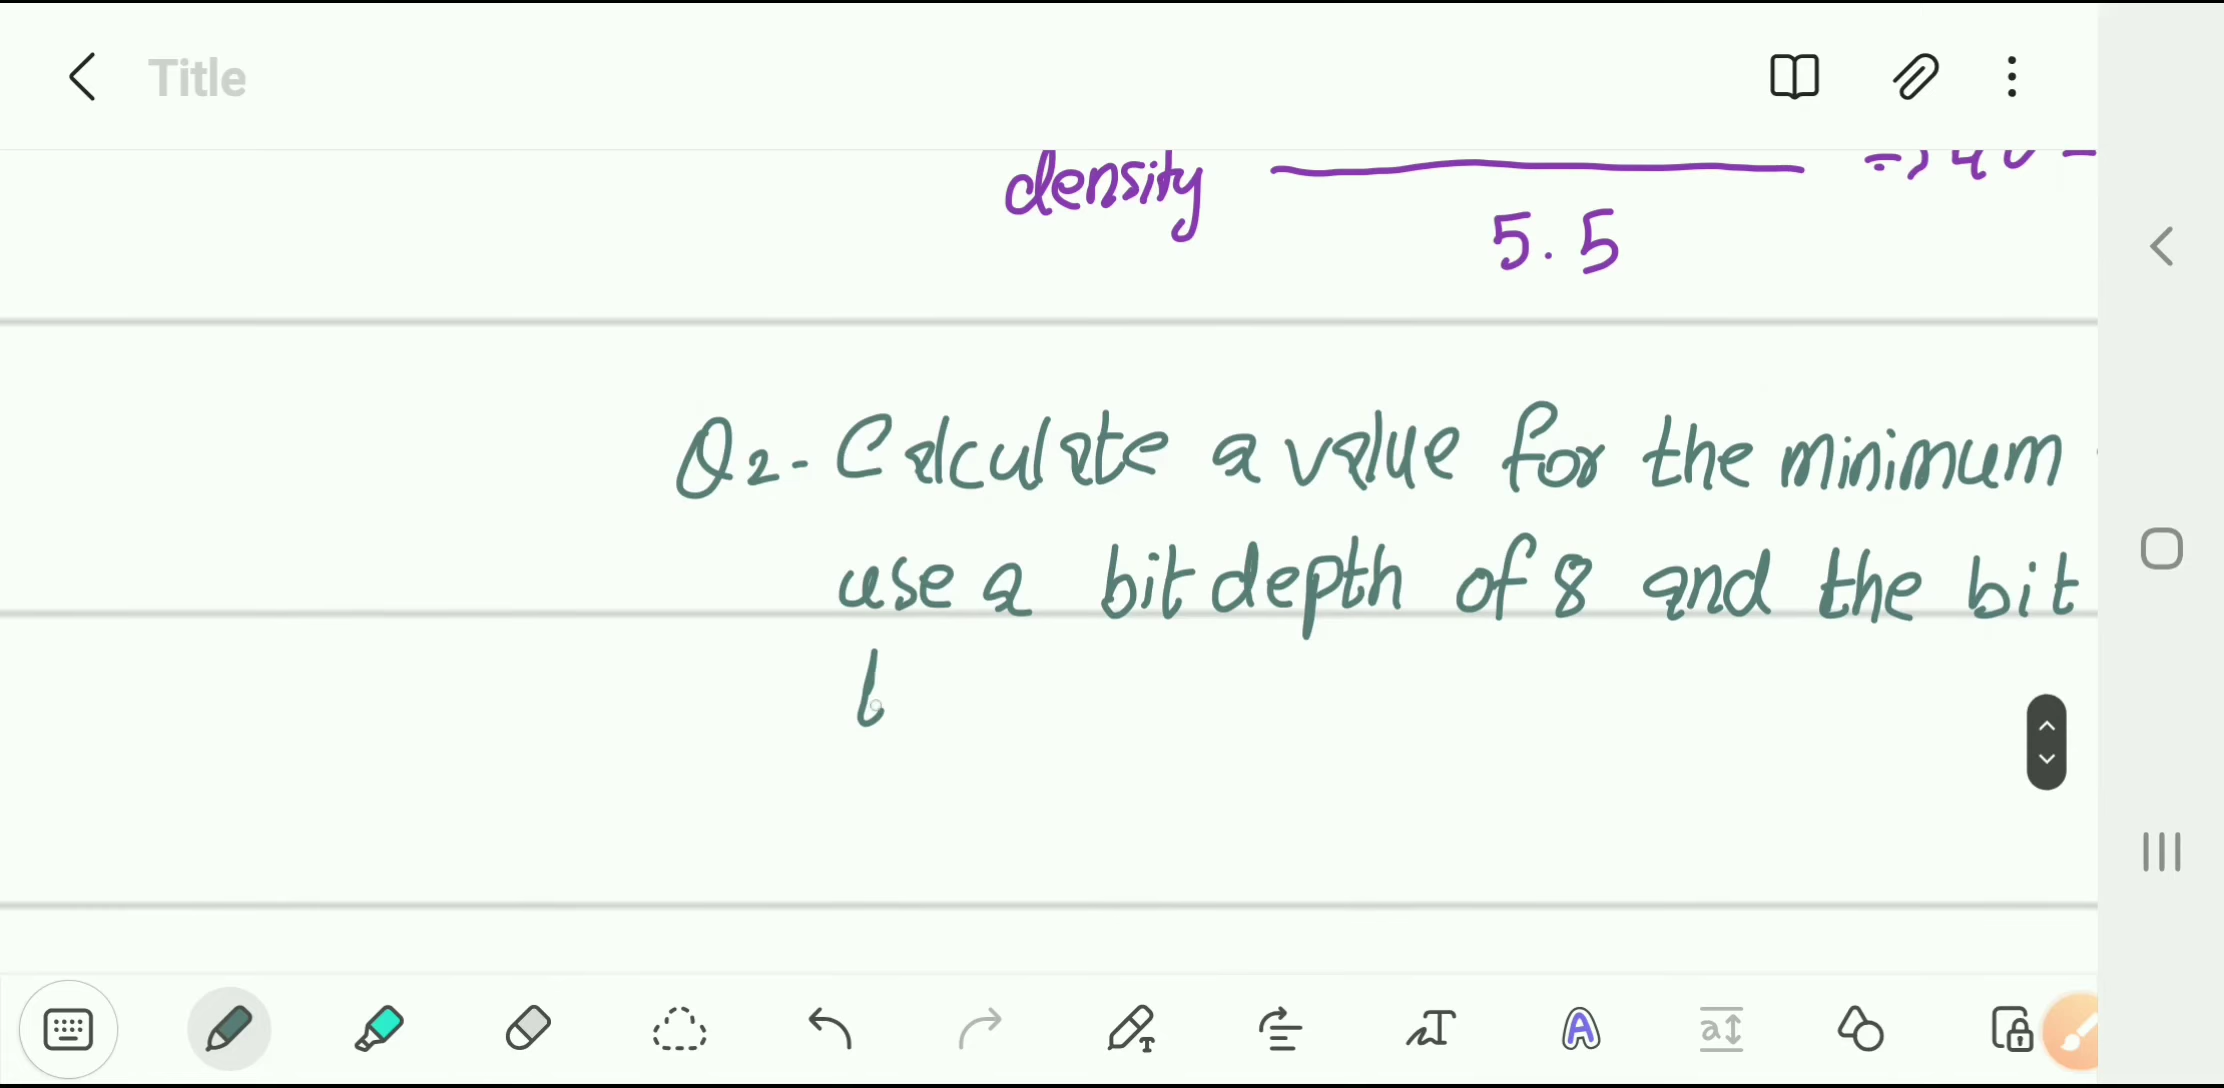 Title
density
5.5
Q2- Calculate a value for the minimum
use a bit depth of 8 and the bit